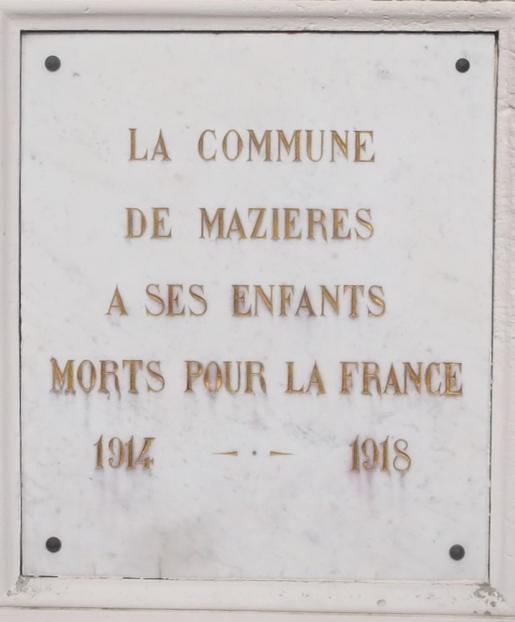 LA COMMUNE
DE MAZIERES
A SES ENFANTS
MORTS POUR LA FRANCE
1914 - · - 1918